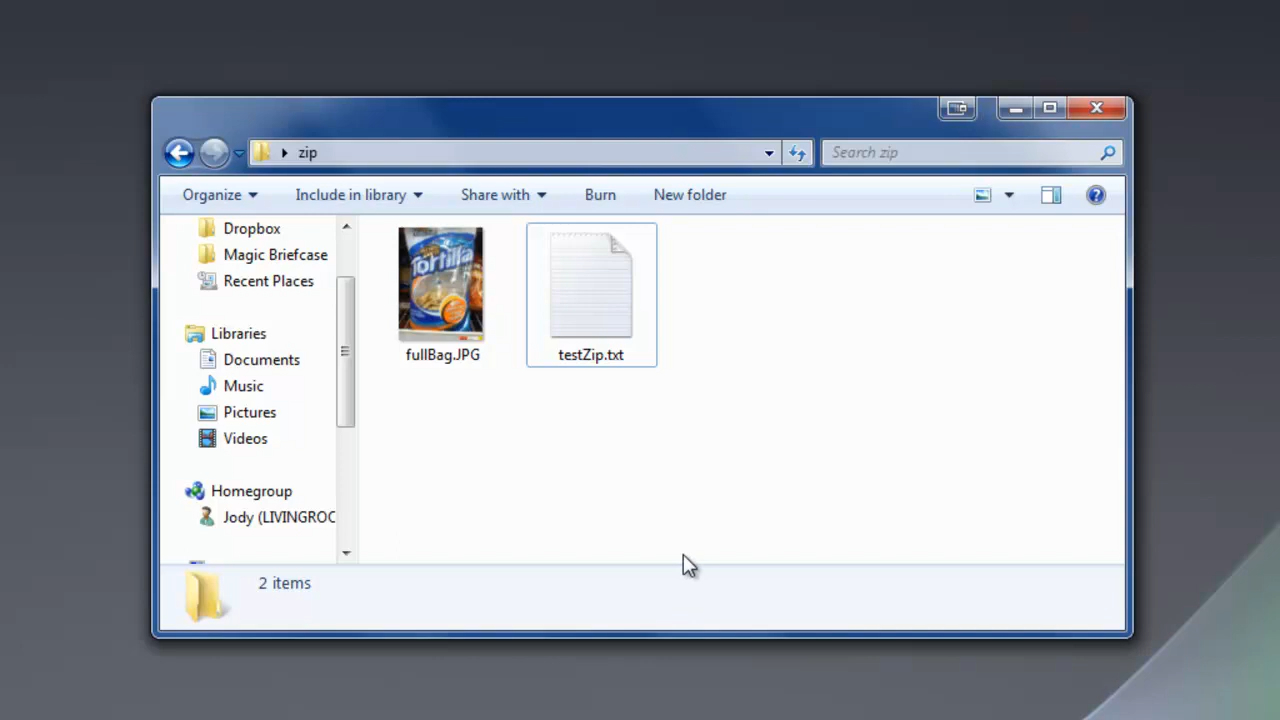 zip
Search zip
Organize
Include in library
Share with
Burn
New folder
Dropbox
Magic Briefcase
Recent Places
Libraries
Documents
Music
Pictures
Videos
Homegroup
Jody (LIVINGROC
Tortilla
fullBag.JPG
testZip.txt
2 items